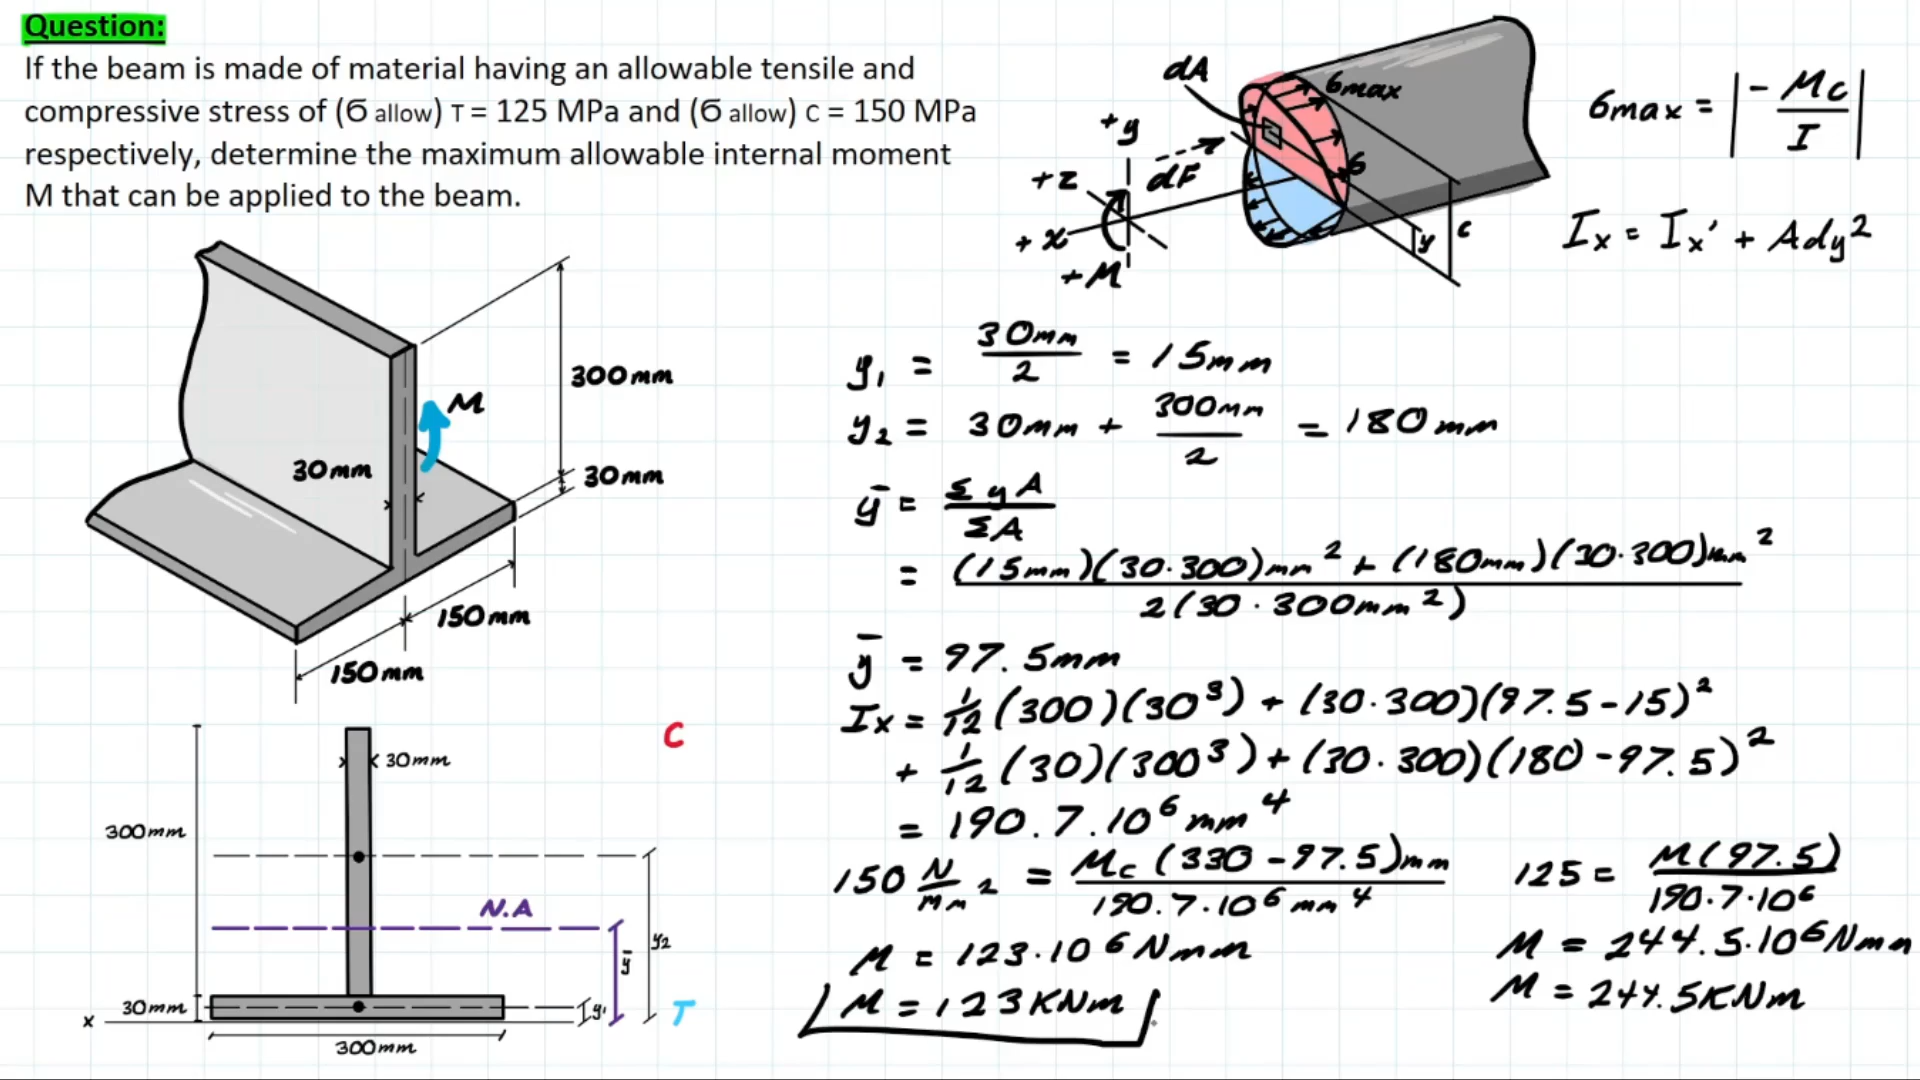 Question:
If the beam is made of material having an allowable tensile and
compressive stress of (Ϭ allow) T = 125 MPa and (Ϭ allow) C = 150 MPa
respectively, determine the maximum allowable internal moment
M that can be applied to the beam.
dA
σmax
+y
σ
+z
dF
+x
+M
y
c
σmax = |-Mc/I|
Ix = Ix' + Ady²
300mm
M
30mm
30mm
150mm
150mm
y₁ = 30mm/2 = 15mm
y₂ = 30mm + 300mm/2 = 180mm
ȳ = ΣyA/ΣA
= (15mm)(30·300)mm² + (180mm)(30·300)mm² / 2(30·300mm²)
ȳ = 97.5mm
Ix = 1/12 (300)(30³) + (30·300)(97.5-15)²
+ 1/12 (30)(300³) + (30·300)(180-97.5)²
= 190.7·10⁶ mm⁴
150 N/mm² = Mc (330-97.5)mm / 190.7·10⁶ mm⁴
M = 123·10⁶ Nmm
M = 123KNm
125 = M(97.5) / 190.7·10⁶
M = 244.5·10⁶Nmm
M = 244.5KNm
C
30mm
300mm
N.A
y₂
ȳ
30mm
y₁
T
x
300mm